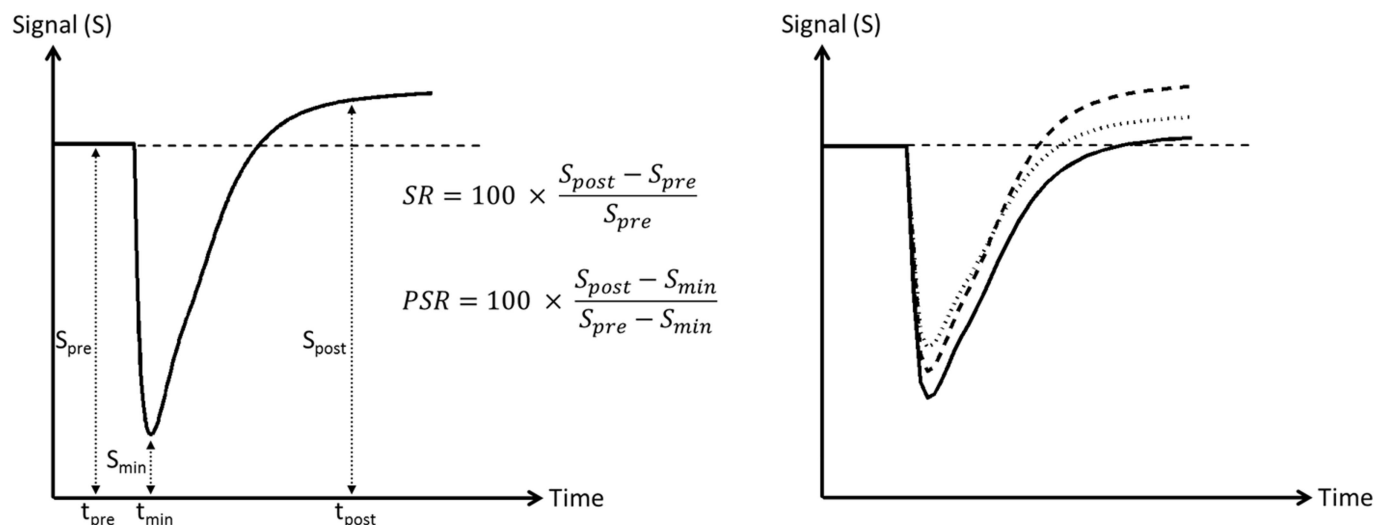 Signal (S)
S_pre
S_min
S_post
t_pre t_min t_post
Time
SR = 100 × (S_post − S_pre) / S_pre
PSR = 100 × (S_post − S_min) / (S_pre − S_min)
Signal (S)
Time